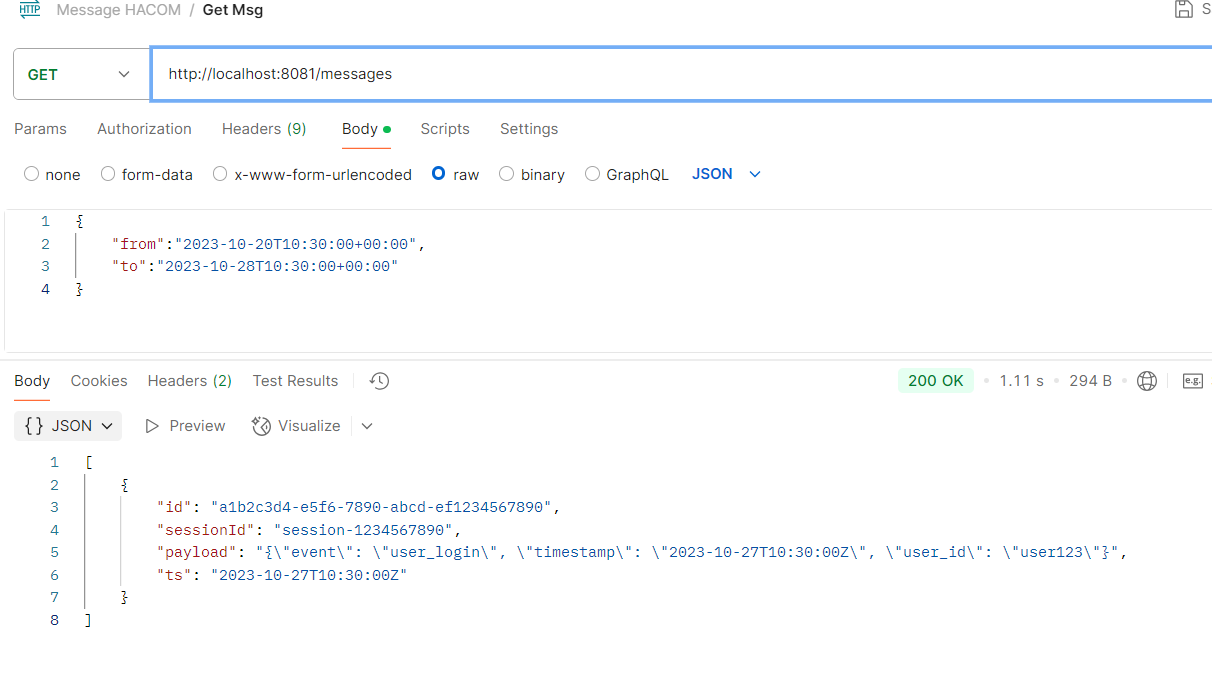 HTTP Message HACOM / Get Msg S
GET http://localhost:8081/messages
Params Authorization Headers (9) Body Scripts Settings
none form-data x-www-form-urlencoded raw binary GraphQL JSON
1 {
2 "from":"2023-10-20T10:30:00+00:00",
3 "to":"2023-10-28T10:30:00+00:00"
4 }
Body Cookies Headers (2) Test Results 200 OK • 1.11 s • 294 B • e.g.
{} JSON Preview Visualize
1 [
2 {
3 "id": "a1b2c3d4-e5f6-7890-abcd-ef1234567890",
4 "sessionId": "session-1234567890",
5 "payload": "{\"event\": \"user_login\", \"timestamp\": \"2023-10-27T10:30:00Z\", \"user_id\": \"user123\"}",
6 "ts": "2023-10-27T10:30:00Z"
7 }
8 ]